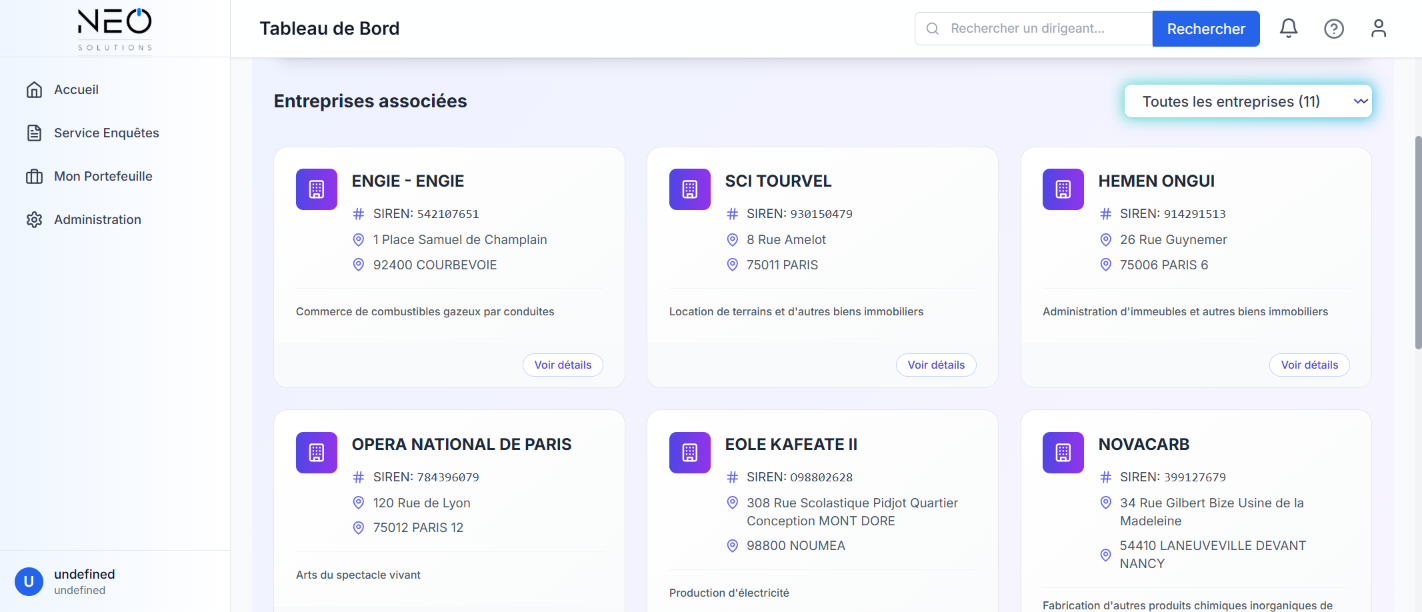 NEO
SOLUTIONS
Tableau de Bord
Rechercher un dirigeant...
Rechercher
Accueil
Service Enquêtes
Mon Portefeuille
Administration
U
undefined
undefined
Entreprises associées
Toutes les entreprises (11)
ENGIE - ENGIE
SIREN: 542107651
1 Place Samuel de Champlain
92400 COURBEVOIE
Commerce de combustibles gazeux par conduites
Voir détails
SCI TOURVEL
SIREN: 930150479
8 Rue Amelot
75011 PARIS
Location de terrains et d'autres biens immobiliers
Voir détails
HEMEN ONGUI
SIREN: 914291513
26 Rue Guynemer
75006 PARIS 6
Administration d'immeubles et autres biens immobiliers
Voir détails
OPERA NATIONAL DE PARIS
SIREN: 784396079
120 Rue de Lyon
75012 PARIS 12
Arts du spectacle vivant
EOLE KAFEATE II
SIREN: 098802628
308 Rue Scolastique Pidjot Quartier
Conception MONT DORE
98800 NOUMEA
Production d'électricité
NOVACARB
SIREN: 399127679
34 Rue Gilbert Bize Usine de la
Madeleine
54410 LANEUVEVILLE DEVANT
NANCY
Fabrication d'autres produits chimiques inorganiques de